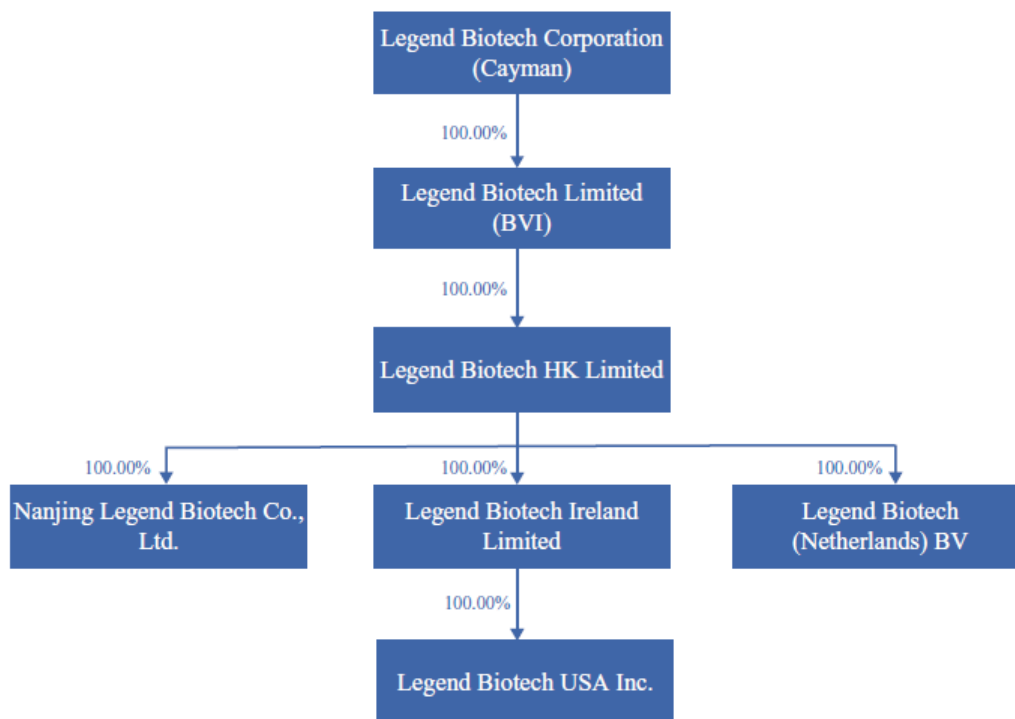 Legend Biotech Corporation
(Cayman)
100.00%
Legend Biotech Limited
(BVI)
100.00%
Legend Biotech HK Limited
100.00%
100.00%
100.00%
Nanjing Legend Biotech Co.,
Ltd.
Legend Biotech Ireland
Limited
Legend Biotech
(Netherlands) BV
100.00%
Legend Biotech USA Inc.